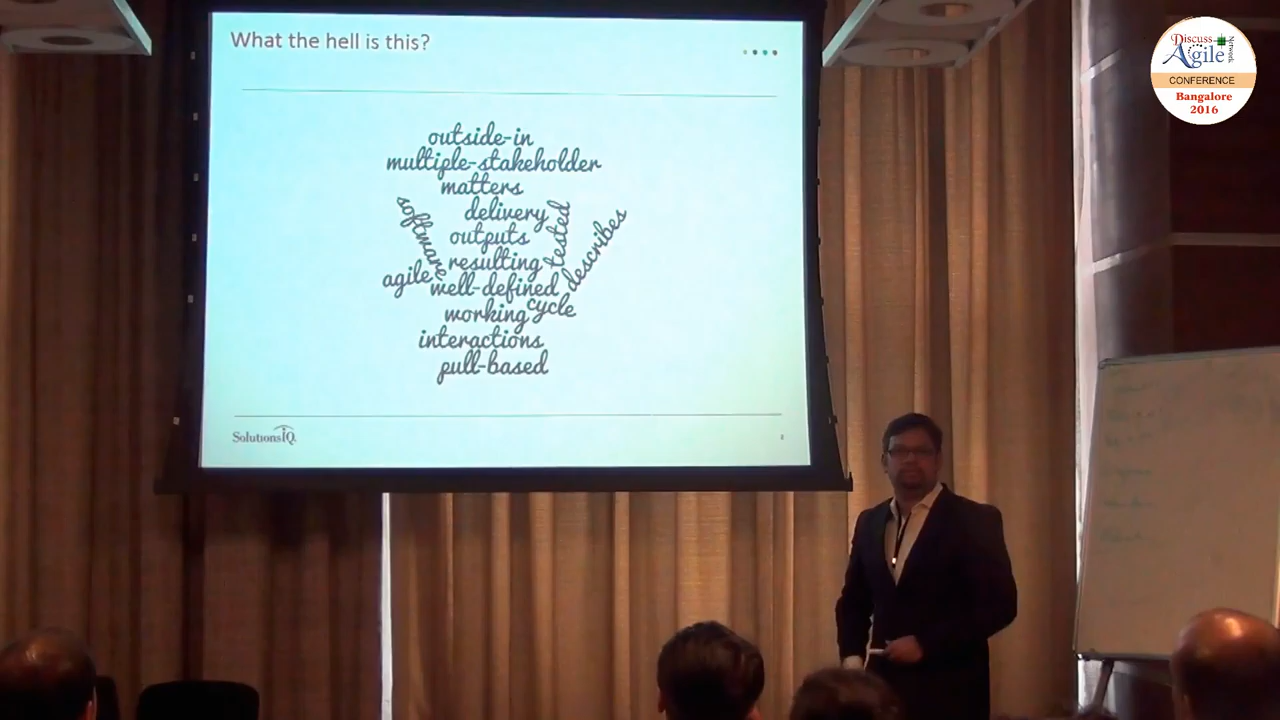 What the hell is this?
outside-in
multiple-stakeholder
matters
software
delivery
tested
describes
outputs
resulting
agile
well-defined
cycle
working
interactions
pull-based
SolutionsIQ
Discuss
Agile
Network
CONFERENCE
Bangalore
2016